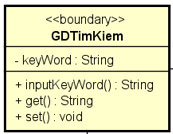 <<boundary>>
GDTimKiem
- keyWord : String
+ inputKeyWord() : String
+ get() : String
+ set() : void